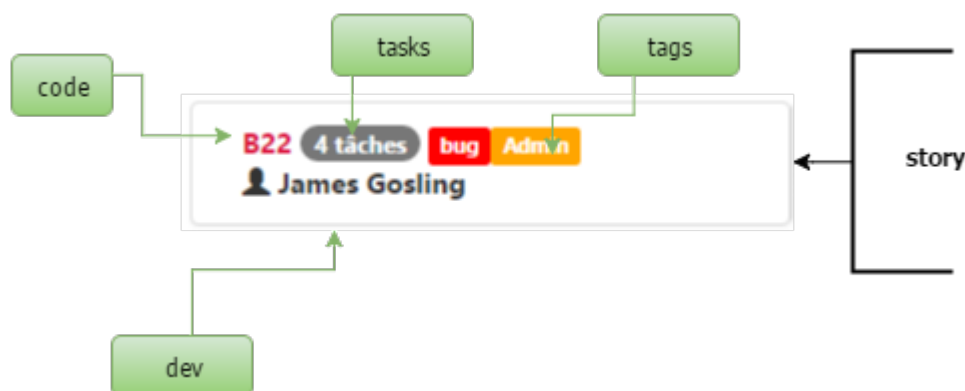 tasks
tags
code
B22 4 tâches bug Admin
story
James Gosling
dev